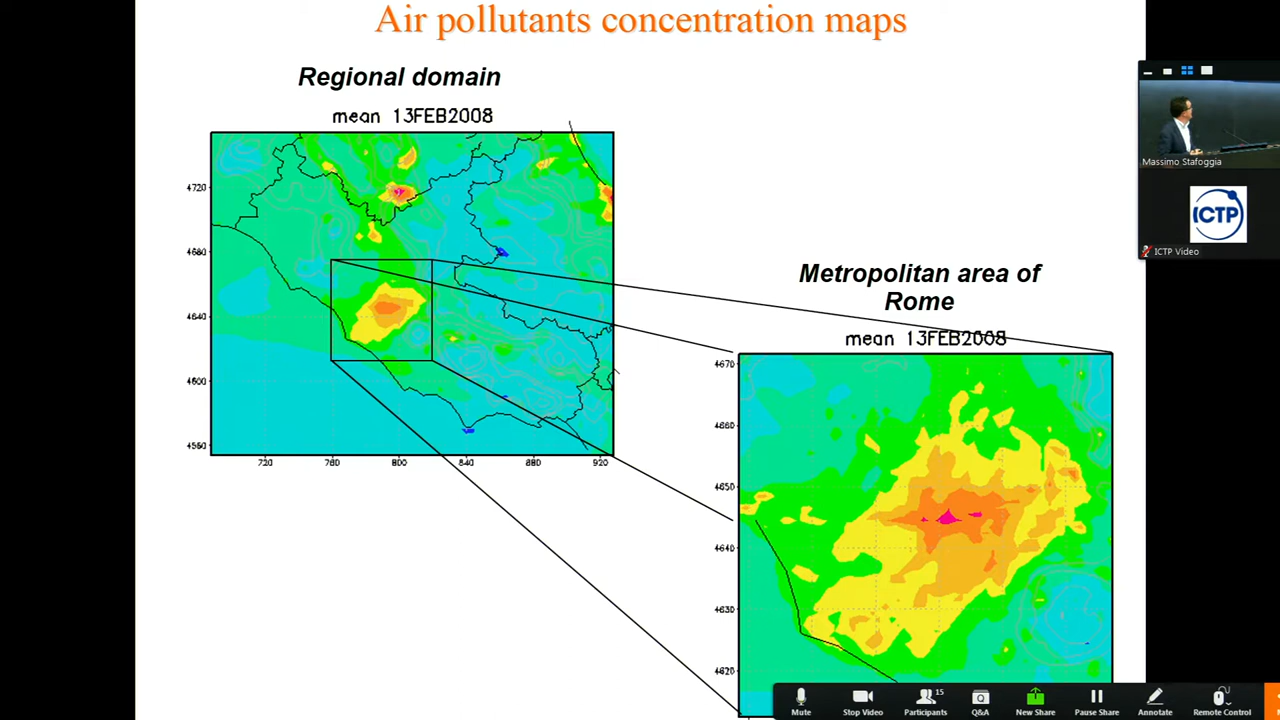 Air pollutants concentration maps
Regional domain
mean 13FEB2008
4720
4680
4640
4600
4560
720
760
800
840
880
920
Metropolitan area of
Rome
mean 13FEB2008
4670
4660
4650
4640
4630
4620
Massimo Stafoggia
ICTP
ICTP Video
Mute
Stop Video
Participants
15
Q&A
New Share
Pause Share
Annotate
Remote Control